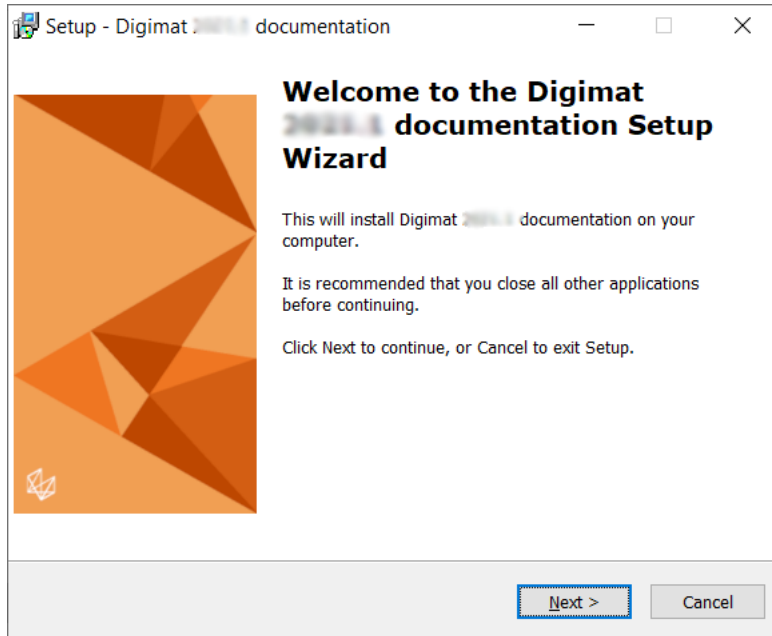 Setup - Digimat documentation
Welcome to the Digimat
documentation Setup
Wizard
This will install Digimat documentation on your
computer.
It is recommended that you close all other applications
before continuing.
Click Next to continue, or Cancel to exit Setup.
Next >
Cancel